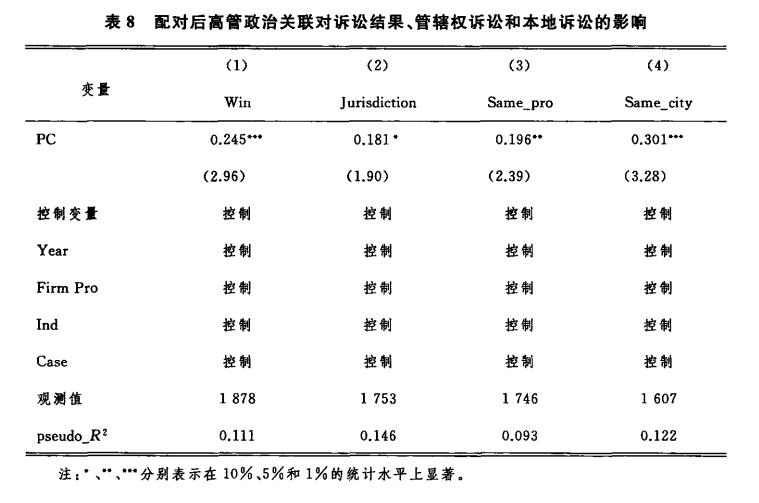 表 8 配对后高管政治关联对诉讼结果、管辖权诉讼和本地诉讼的影响
变量 (1) (2) (3) (4)
Win Jurisdiction Same_pro Same_city
PC 0.245*** 0.181* 0.196** 0.301***
(2.96) (1.90) (2.39) (3.28)
控制变量 控制 控制 控制 控制
Year 控制 控制 控制 控制
Firm Pro 控制 控制 控制 控制
Ind 控制 控制 控制 控制
Case 控制 控制 控制 控制
观测值 1 878 1 753 1 746 1 607
pseudo_R² 0.111 0.146 0.093 0.122
注:*、**、***分别表示在10%、5%和1%的统计水平上显著。